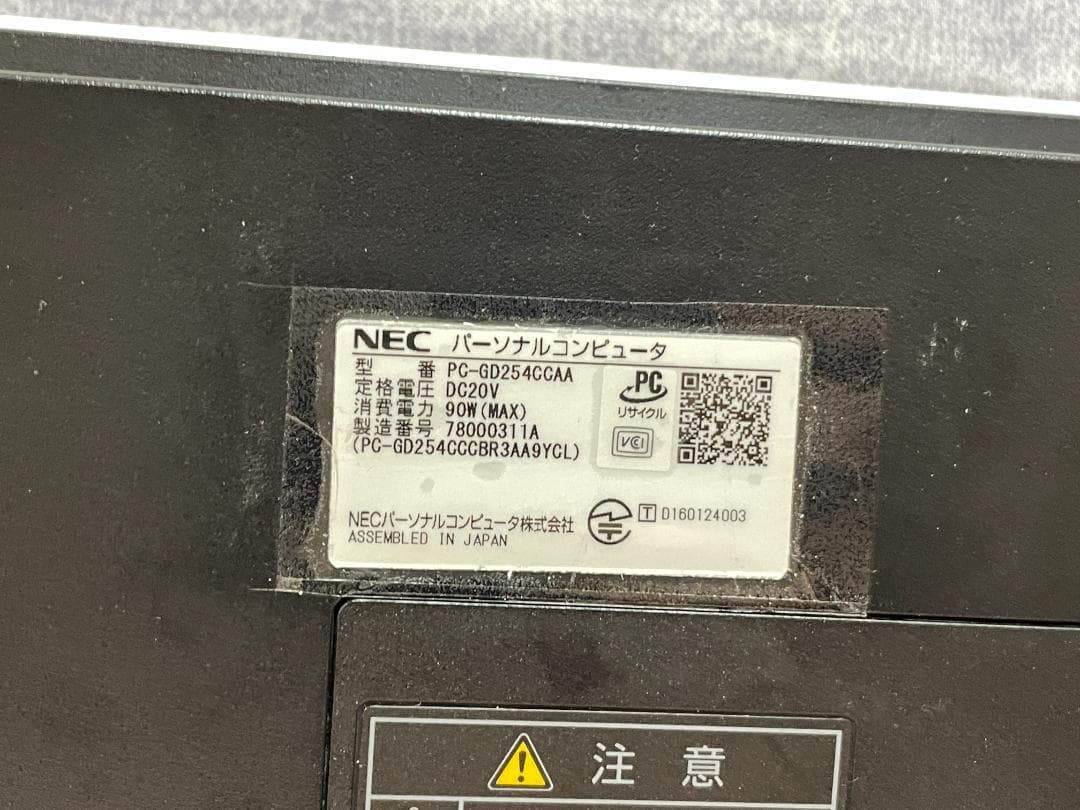 NEC パーソナルコンピュータ
型 番 PC-GD254CCAA
定格電圧 DC20V
消費電力 90W(MAX)
製造番号 78000311A
(PC-GD254CCCBR3AA9YCL)
PC
リサイクル
VCCI
NECパーソナルコンピュータ株式会社
ASSEMBLED IN JAPAN
T D160124003
注 意